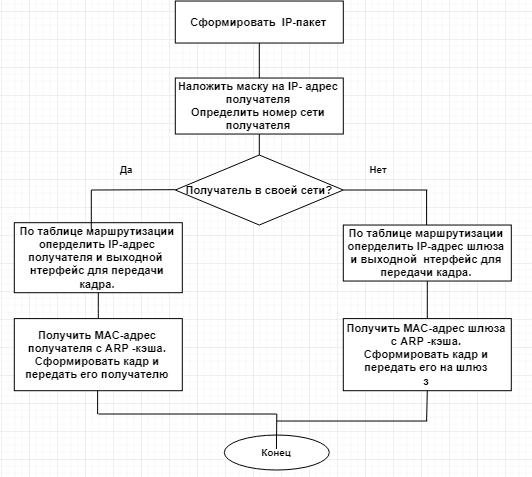 Сформировать IP-пакет
Наложить маску на IP- адрес
получателя
Определить номер сети
получателя
Да
Получатель в своей сети?
Нет
По таблице маршрутизации
оперделить IP-адрес
получателя и выходной
нтерфейс для передачи
кадра.
По таблице маршрутизации
оперделить IP-адрес шлюза
и выходной нтерфейс для
передачи кадра.
Получить MAC-адрес
получателя с ARP -кэша.
Сформировать кадр и
передать его получателю
Получить MAC-адрес шлюза
с ARP -кэша.
Сформировать кадр и
передать его на шлюз
з
Конец